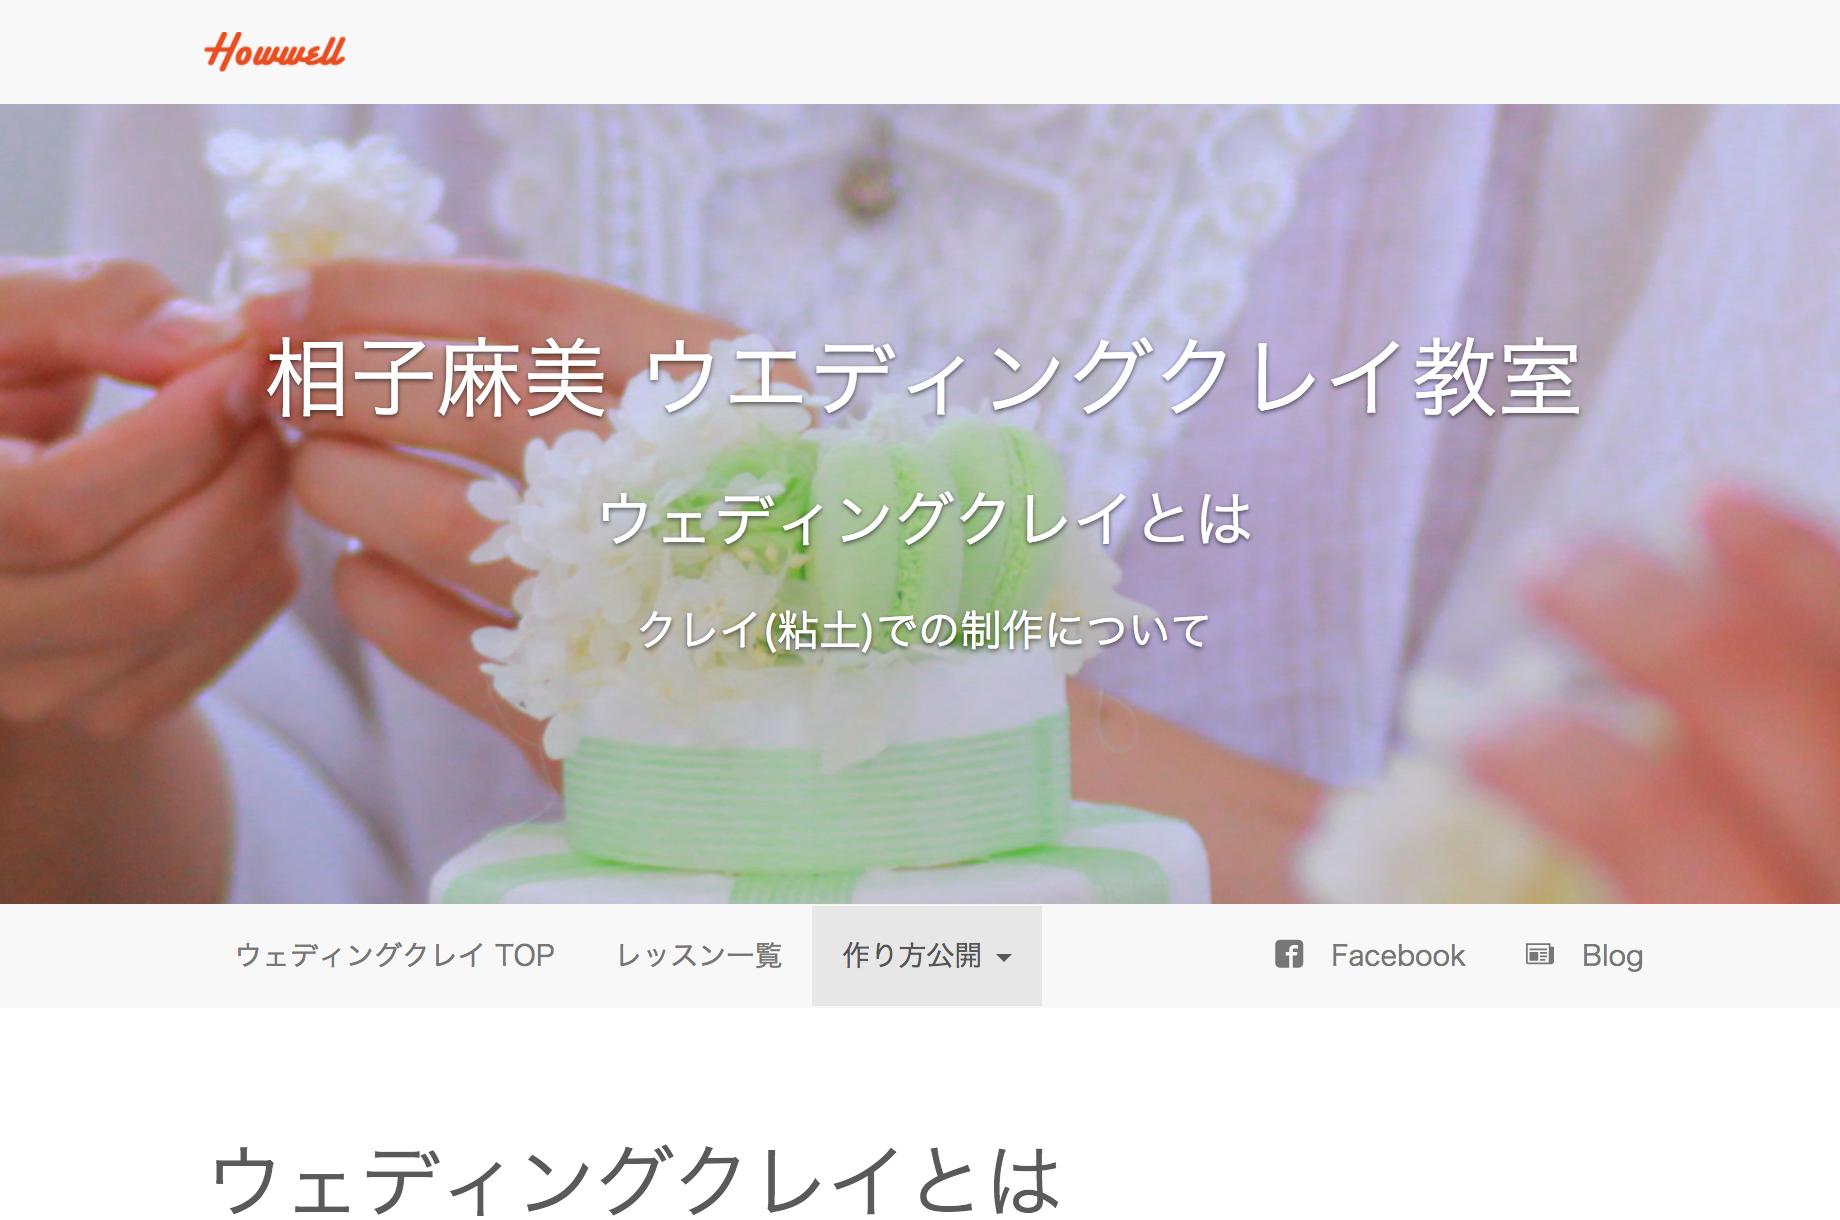 Howwell
相子麻美 ウエディングクレイ教室
ウェディングクレイとは
クレイ(粘土)での制作について
ウェディングクレイ TOP レッスン一覧 作り方公開 Facebook Blog
ウェディングクレイとは